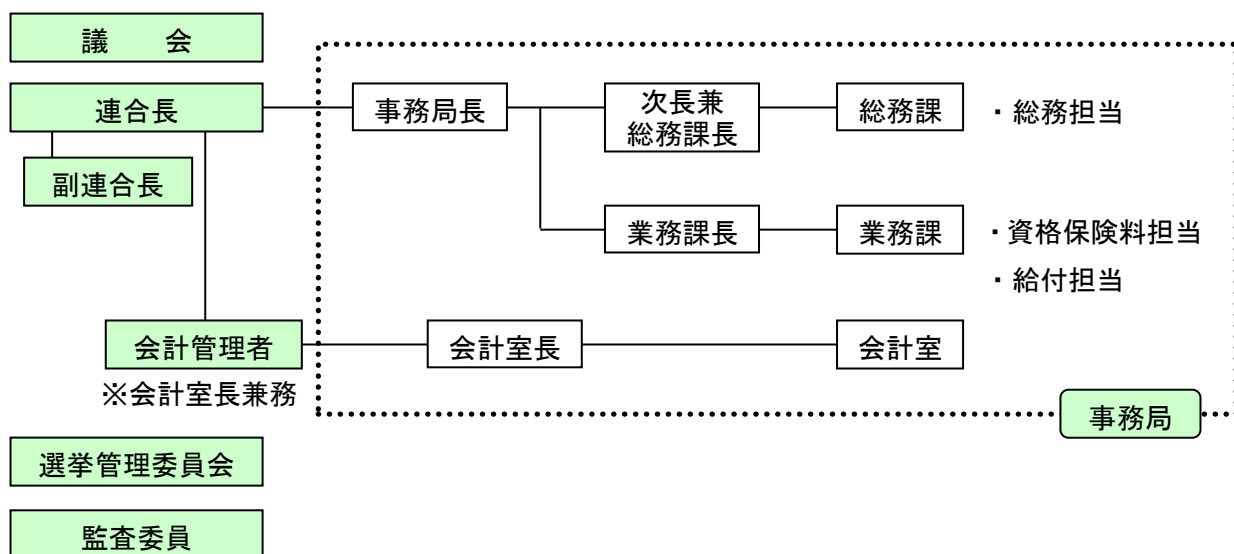 議　　会
連合長
事務局長
次長兼
総務課長
総務課
・総務担当
副連合長
業務課長
業務課
・資格保険料担当
・給付担当
会計管理者
会計室長
会計室
※会計室長兼務
事務局
選挙管理委員会
監査委員